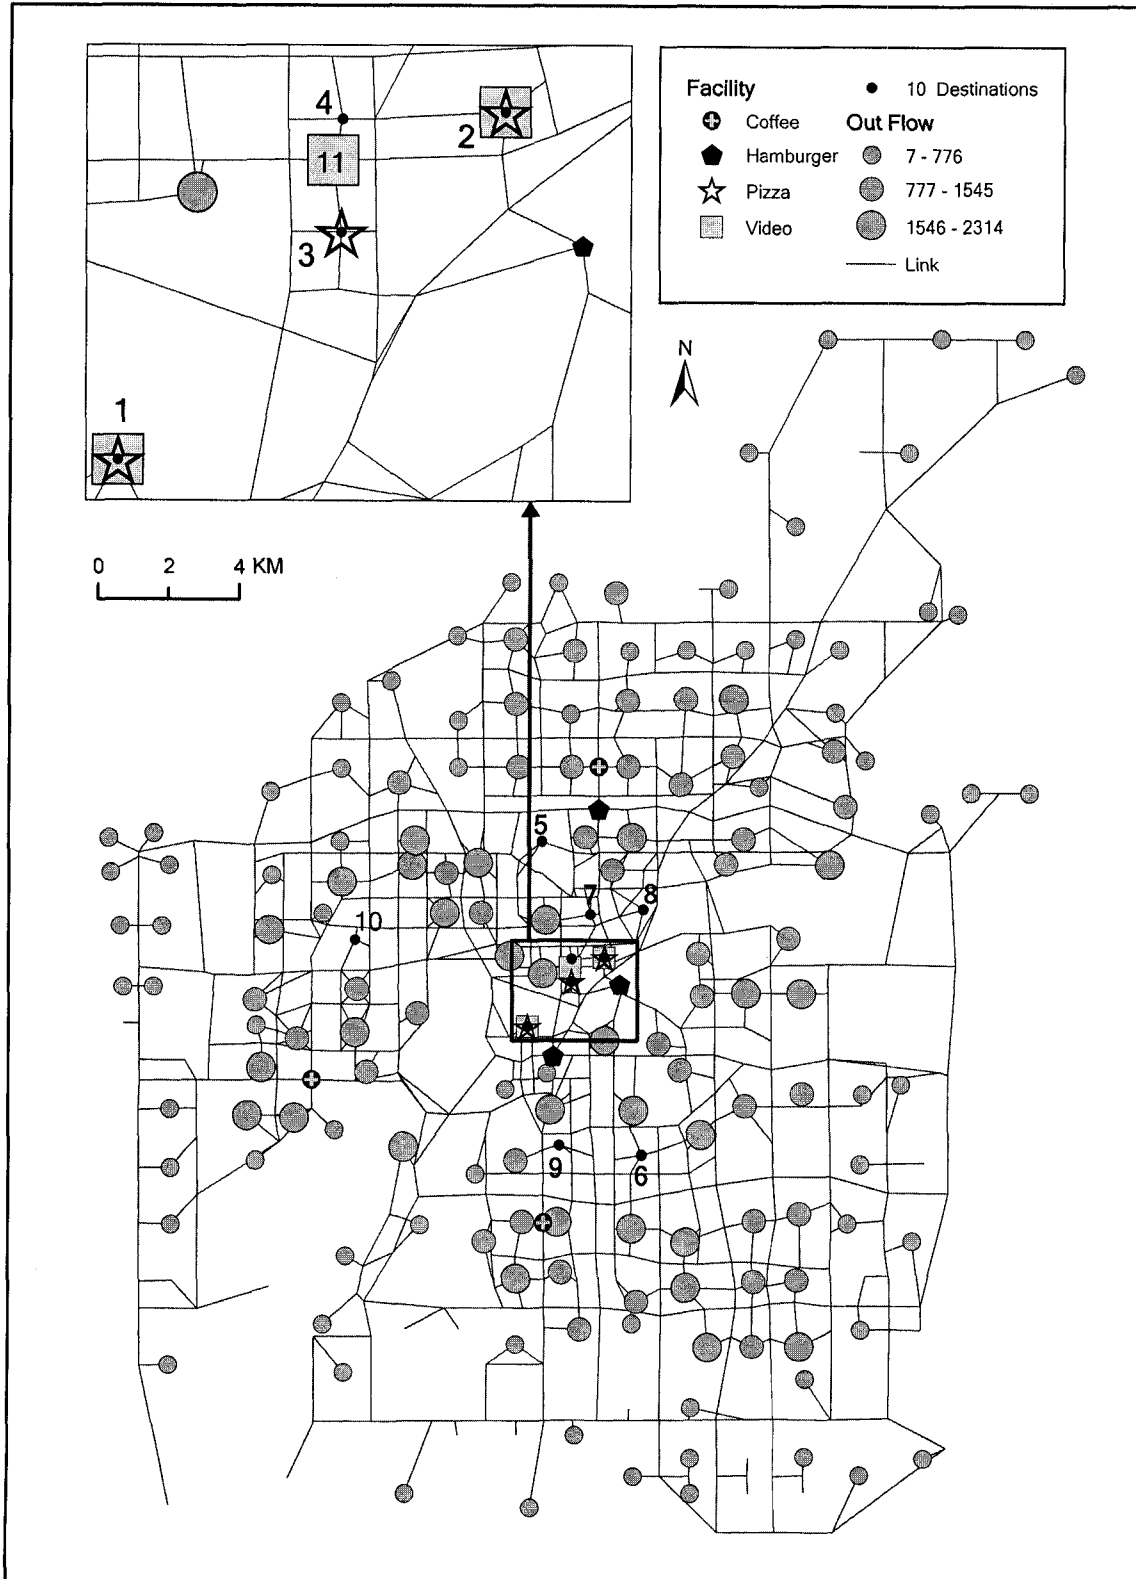 4
2
11
3
1
Facility
Coffee
Hamburger
Pizza
Video
10 Destinations
Out Flow
7 - 776
777 - 1545
1546 - 2314
Link
N
0 2 4 KM
5
7
8
10
9
6